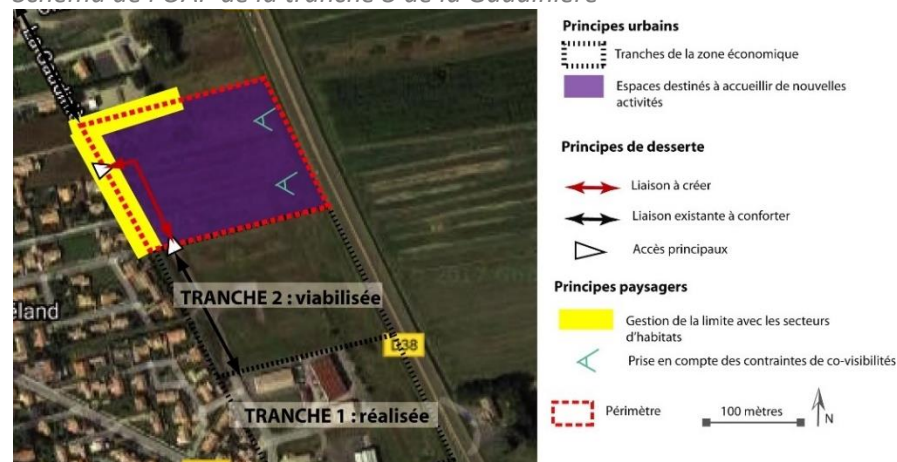 Schéma de l'OAP de la tranche 3 de la Gaudinière
Principes urbains
Tranches de la zone économique
Espaces destinés à accueillir de nouvelles
activités
Principes de desserte
Liaison à créer
Liaison existante à conforter
Accès principaux
Principes paysagers
Gestion de la limite avec les secteurs
d'habitats
Prise en compte des contraintes de co-visibilités
Périmètre
100 mètres
N
TRANCHE 2 : viabilisée
éland
D38
TRANCHE 1 : réalisée